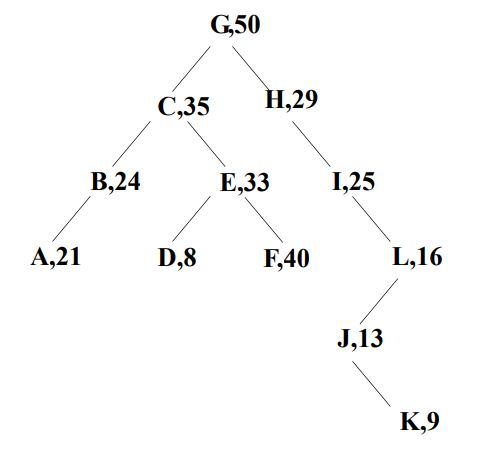 G,50
C,35 H,29
B,24 E,33 I,25
A,21 D,8 F,40 L,16
J,13
K,9